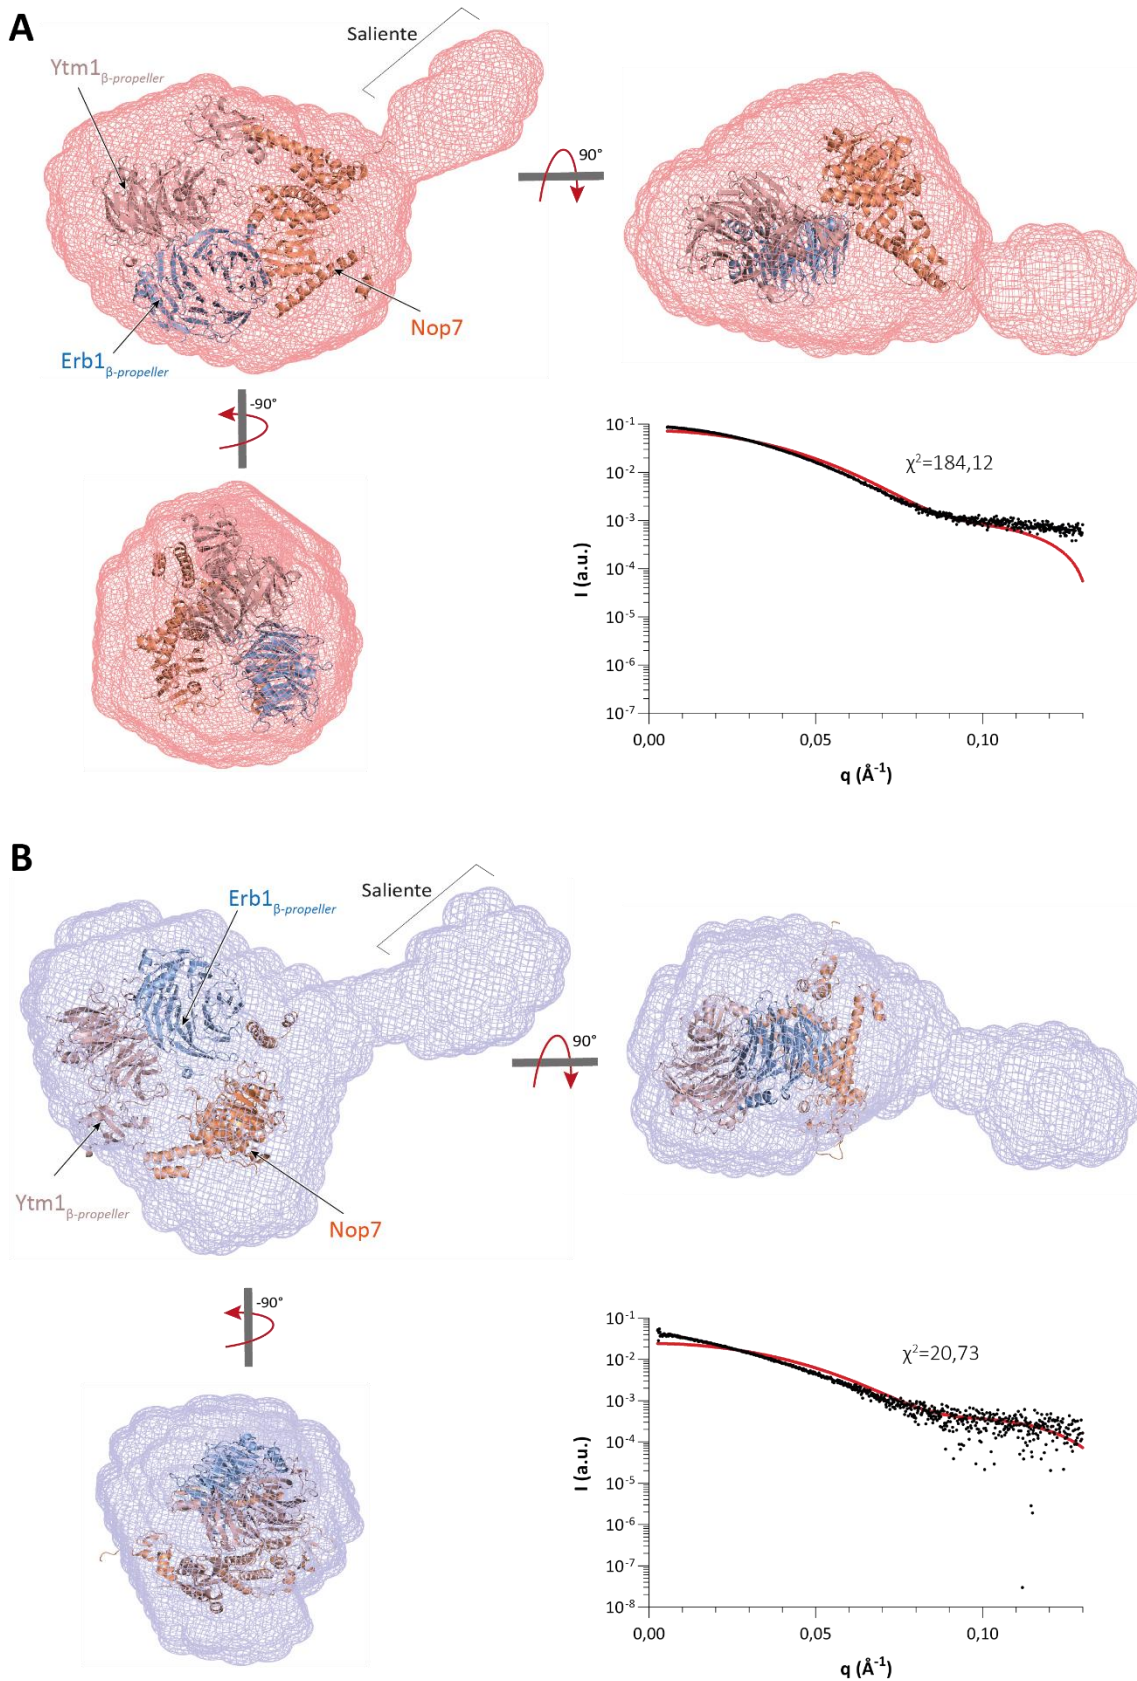 A
Saliente
Ytm1β-propeller
90°
Nop7
Erb1β-propeller
-90°
10-1
10-2
10-3
10-4
10-5
10-6
10-7
I (a.u.)
χ²=184,12
0,00
0,05
0,10
q (Å-1)
B
Saliente
Erb1β-propeller
90°
Ytm1β-propeller
Nop7
-90°
10-1
10-2
10-3
10-4
10-5
10-6
10-7
10-8
I (a.u.)
χ²=20,73
0,00
0,05
0,10
q (Å-1)